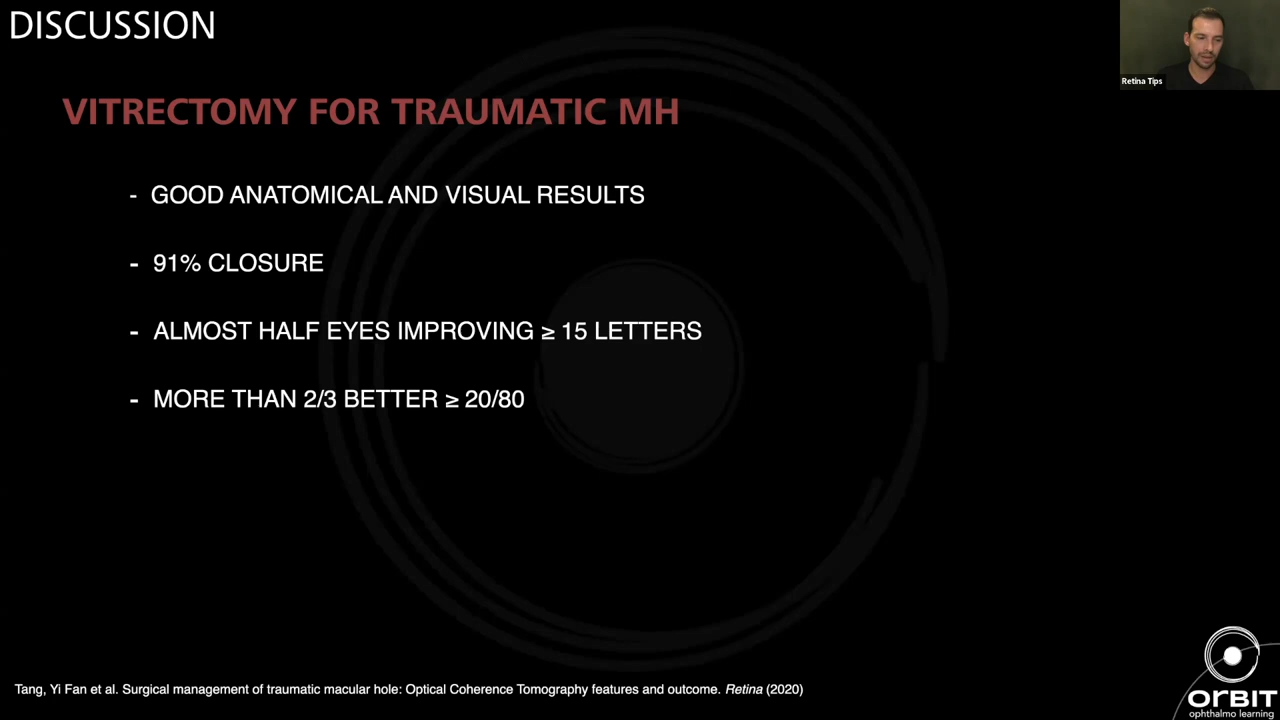 DISCUSSION
Retina Tips
VITRECTOMY FOR TRAUMATIC MH
- GOOD ANATOMICAL AND VISUAL RESULTS
- 91% CLOSURE
- ALMOST HALF EYES IMPROVING ≥ 15 LETTERS
- MORE THAN 2/3 BETTER ≥ 20/80
Tang, Yi Fan et al. Surgical management of traumatic macular hole: Optical Coherence Tomography features and outcome. Retina (2020)
ORBIT
ophthalmo learning